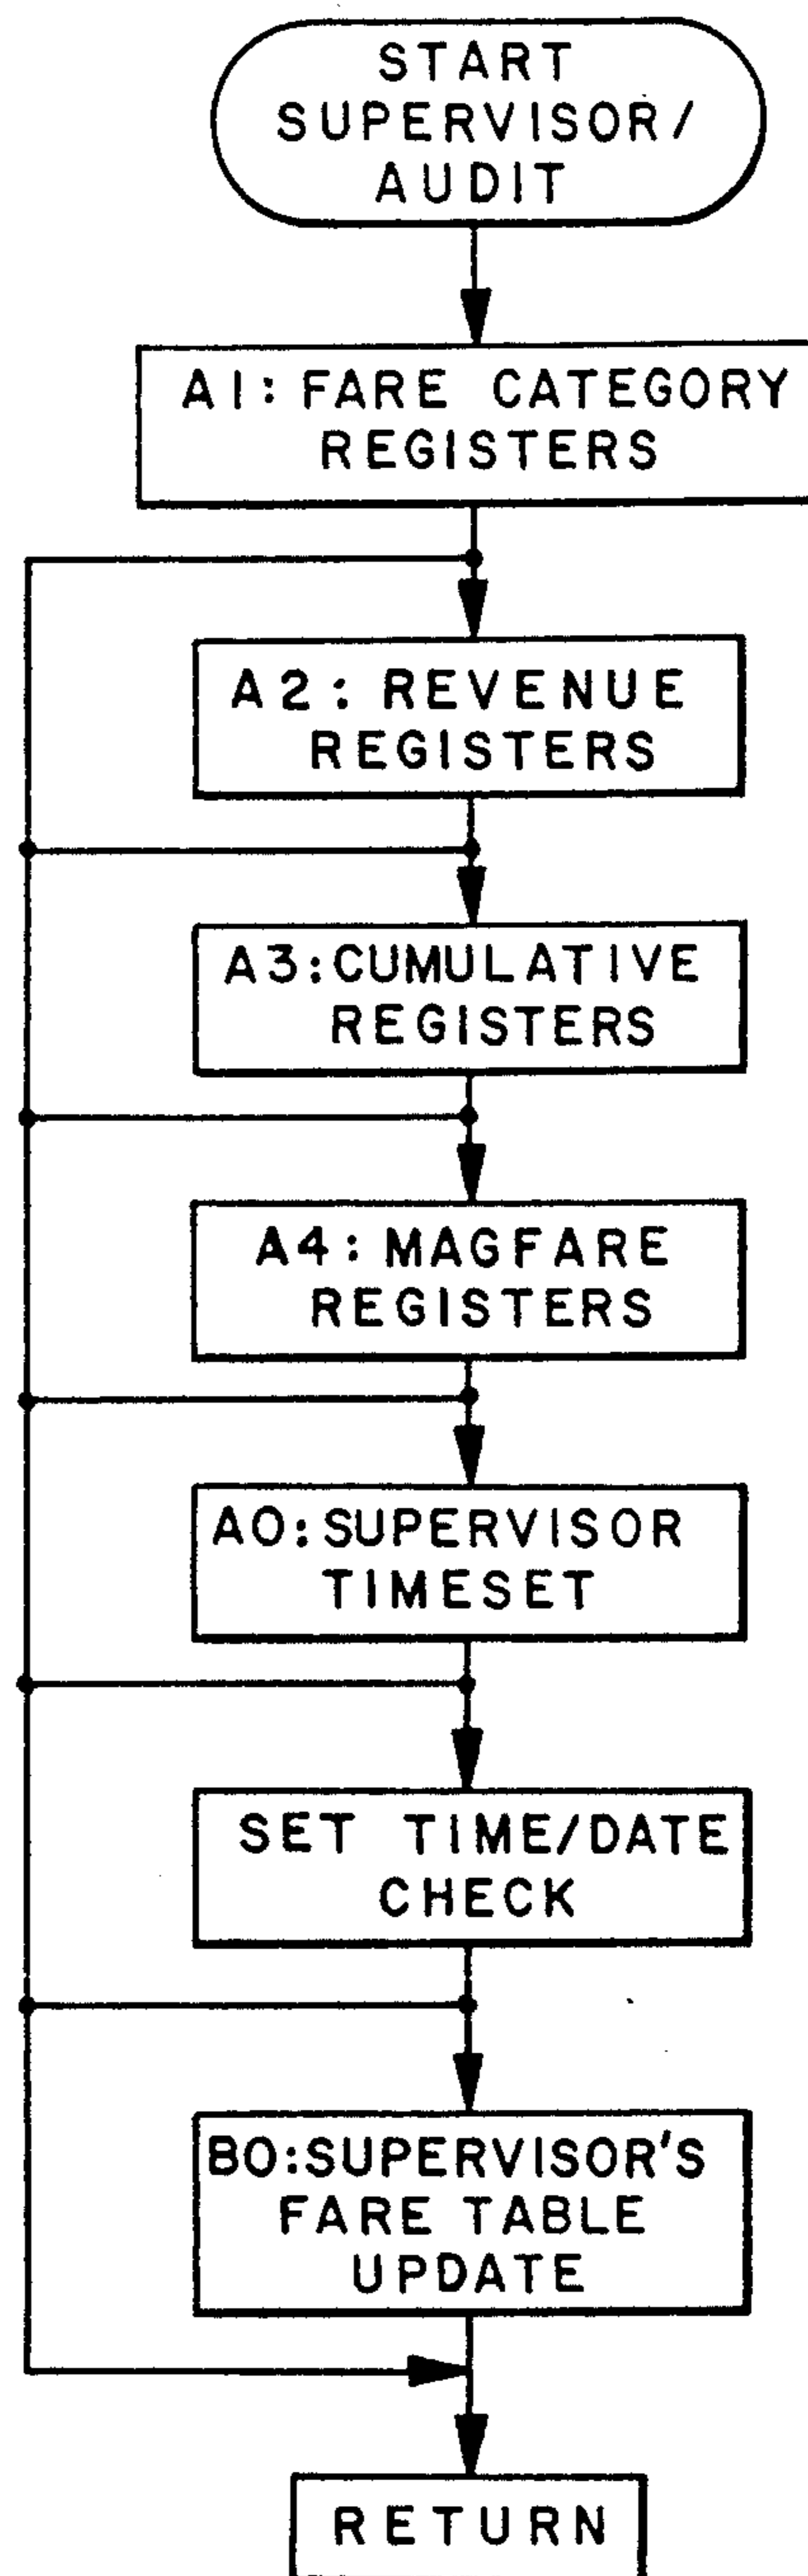 START
SUPERVISOR/
AUDIT
A1: FARE CATEGORY
REGISTERS
A2: REVENUE
REGISTERS
A3: CUMULATIVE
REGISTERS
A4: MAGFARE
REGISTERS
A0: SUPERVISOR
TIMESET
SET TIME/DATE
CHECK
B0: SUPERVISOR'S
FARE TABLE
UPDATE
RETURN